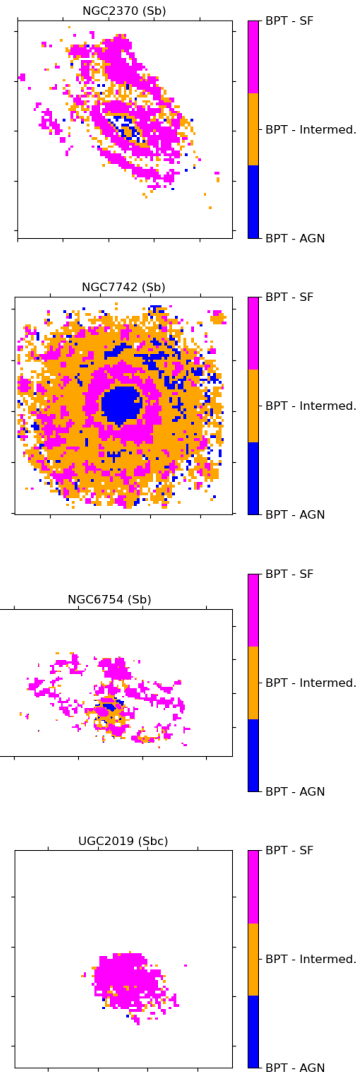 NGC2370 (Sb)
BPT - SF
BPT - Intermed.
BPT - AGN
NGC7742 (Sb)
BPT - SF
BPT - Intermed.
BPT - AGN
NGC6754 (Sb)
BPT - SF
BPT - Intermed.
BPT - AGN
UGC2019 (Sbc)
BPT - SF
BPT - Intermed.
BPT - AGN